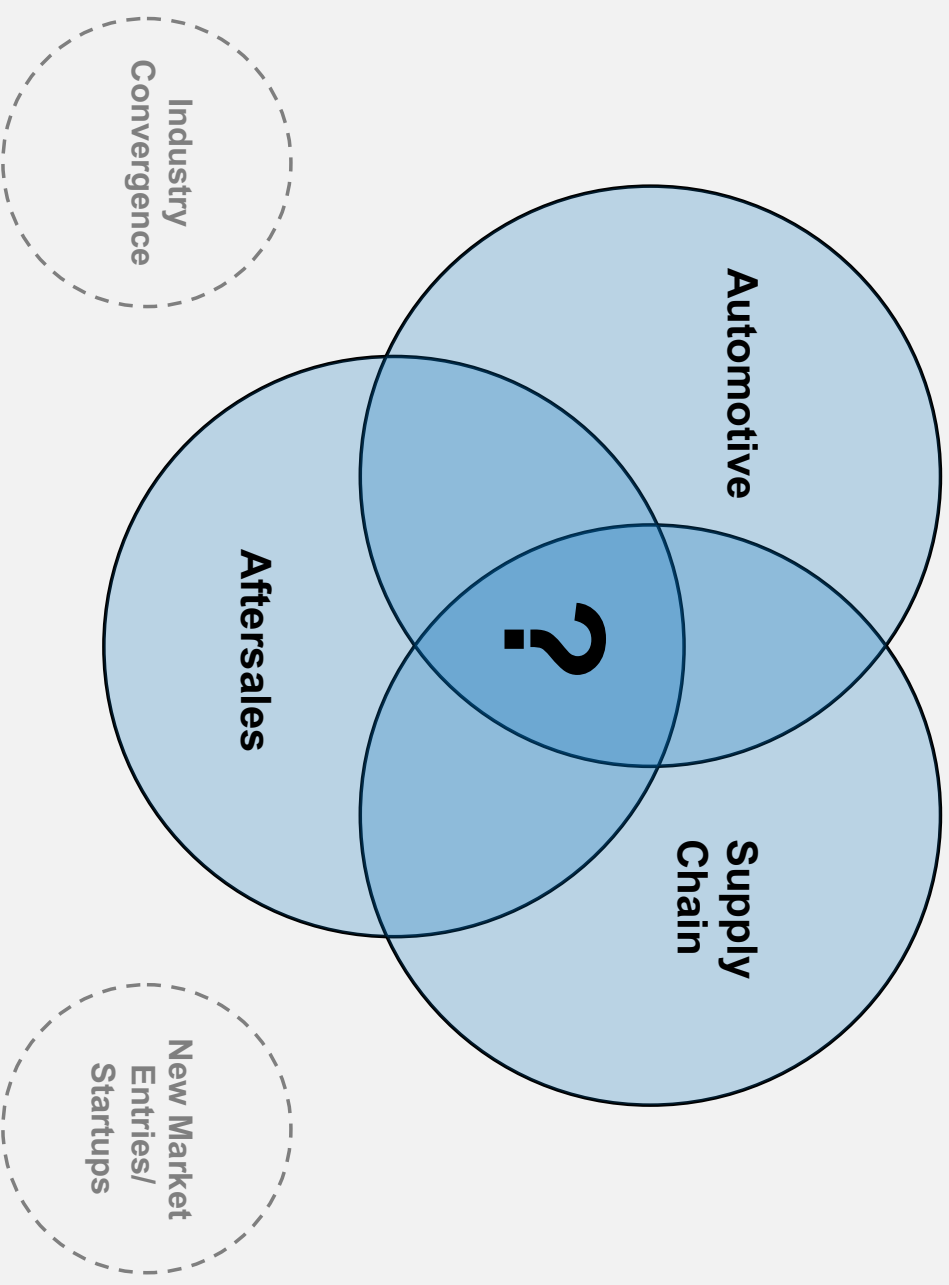 Automotive
Supply
Chain
?
Aftersales
Industry
Convergence
New Market
Entries/
Startups